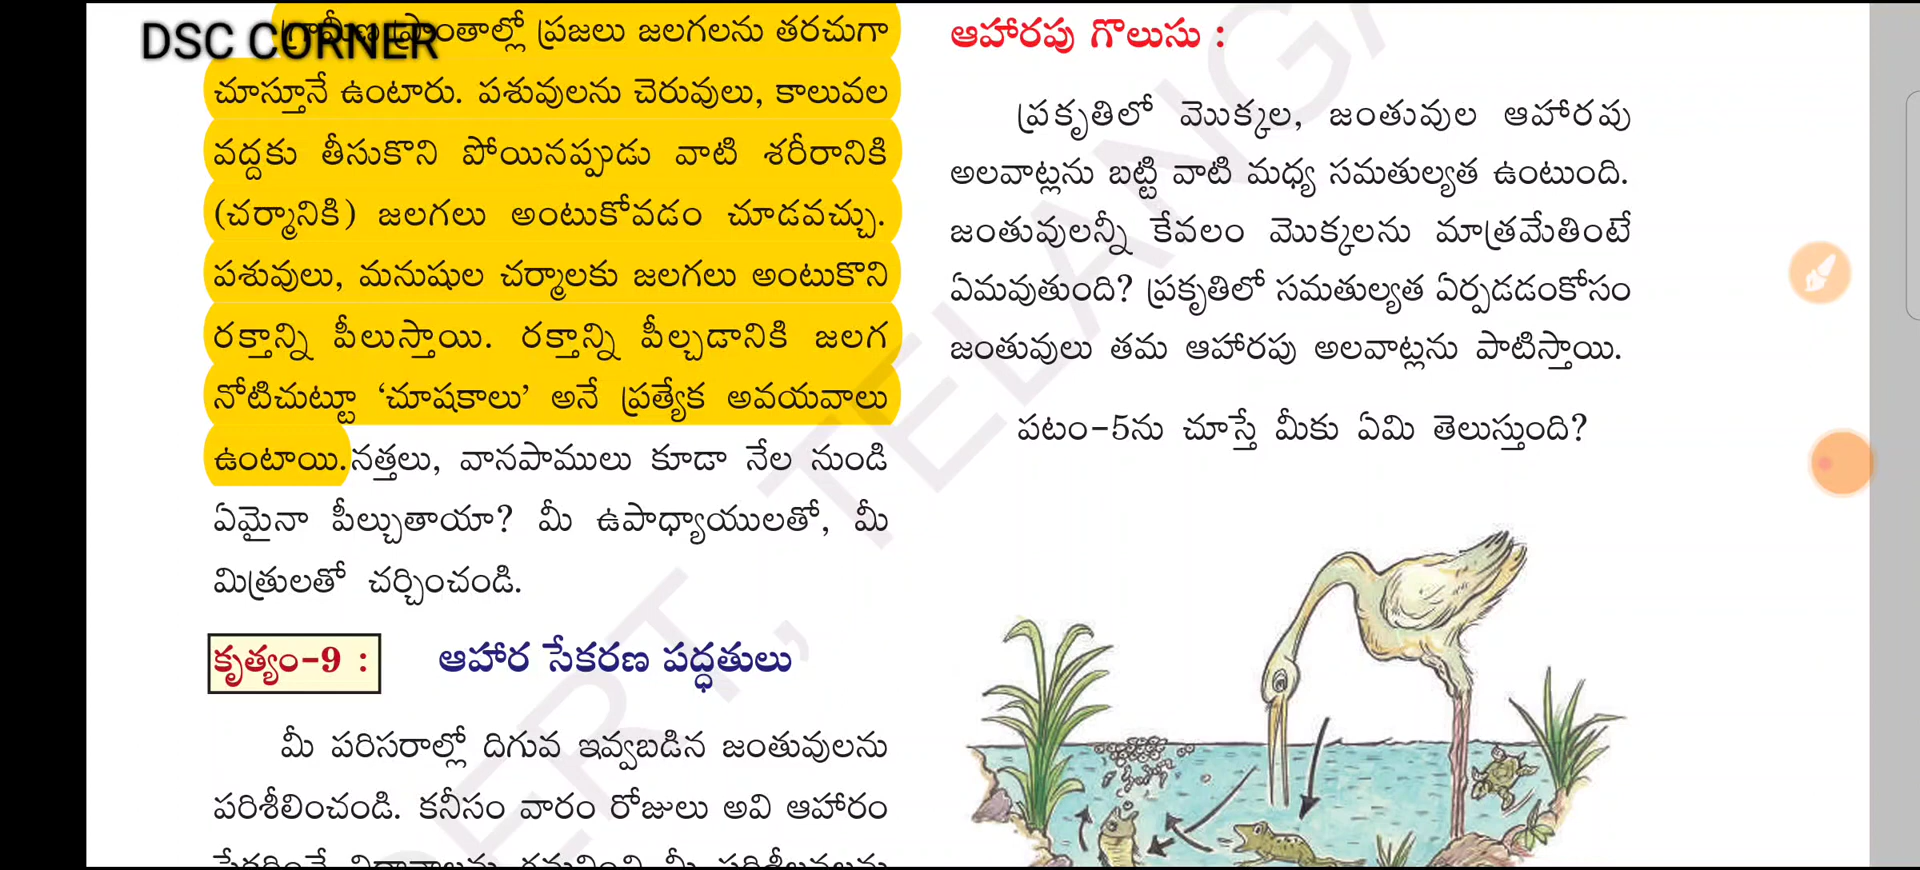 DSC CORNER
గ్రామీణ ప్రాంతాల్లో ప్రజలు జలగలను తరచుగా
చూస్తూనే ఉంటారు. పశువులను చెరువులు, కాలువల
వద్దకు తీసుకొని పోయినప్పుడు వాటి శరీరానికి
(చర్మానికి) జలగలు అంటుకోవడం చూడవచ్చు.
పశువులు, మనుషుల చర్మాలకు జలగలు అంటుకొని
రక్తాన్ని పీలుస్తాయి. రక్తాన్ని పీల్చడానికి జలగ
నోటిచుట్టూ ‘చూషకాలు’ అనే ప్రత్యేక అవయవాలు
ఉంటాయి.నత్తలు, వానపాములు కూడా నేల నుండి
ఏమైనా పీల్చుతాయా? మీ ఉపాధ్యాయులతో, మీ
మిత్రులతో చర్చించండి.
కృత్యం-9 : ఆహార సేకరణ పద్ధతులు
మీ పరిసరాల్లో దిగువ ఇవ్వబడిన జంతువులను
పరిశీలించండి. కనీసం వారం రోజులు అవి ఆహారం
ఆహారపు గొలుసు :
ప్రకృతిలో మొక్కల, జంతువుల ఆహారపు
అలవాట్లను బట్టి వాటి మధ్య సమతుల్యత ఉంటుంది.
జంతువులన్నీ కేవలం మొక్కలను మాత్రమేతింటే
ఏమవుతుంది? ప్రకృతిలో సమతుల్యత ఏర్పడడంకోసం
జంతువులు తమ ఆహారపు అలవాట్లను పాటిస్తాయి.
పటం-5ను చూస్తే మీకు ఏమి తెలుస్తుంది?